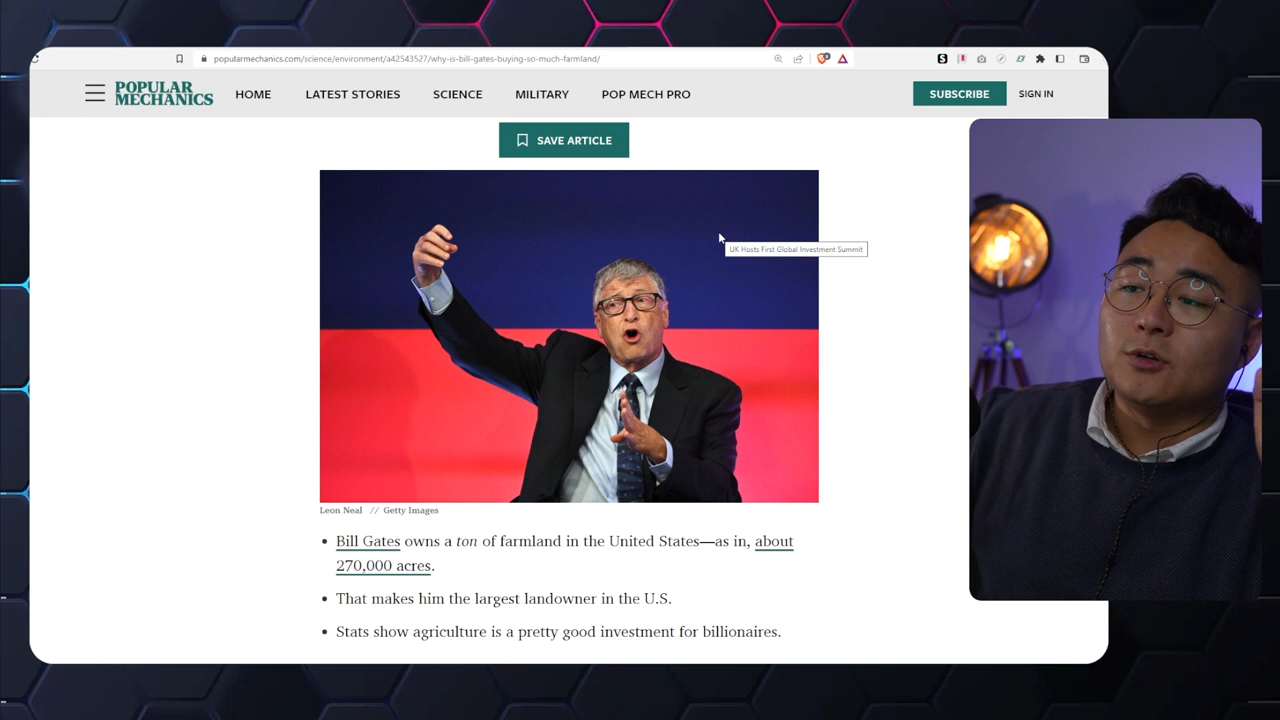 popularmechanics.com/science/environment/a42543527/why-is-bill-gates-buying-so-much-farmland/
POPULAR
MECHANICS
HOME
LATEST STORIES
SCIENCE
MILITARY
POP MECH PRO
SUBSCRIBE
SIGN IN
SAVE ARTICLE
UK Hosts First Global Investment Summit
Leon Neal // Getty Images
• Bill Gates owns a ton of farmland in the United States—as in, about
270,000 acres.
• That makes him the largest landowner in the U.S.
• Stats show agriculture is a pretty good investment for billionaires.